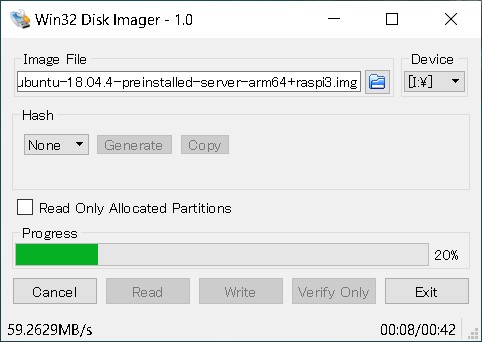 Win32 Disk Imager - 1.0
Image File
Device
ubuntu-18.04.4-preinstalled-server-arm64+raspi3.img
[I:¥]
Hash
None
Generate
Copy
Read Only Allocated Partitions
Progress
20%
Cancel
Read
Write
Verify Only
Exit
59.2629MB/s
00:08/00:42